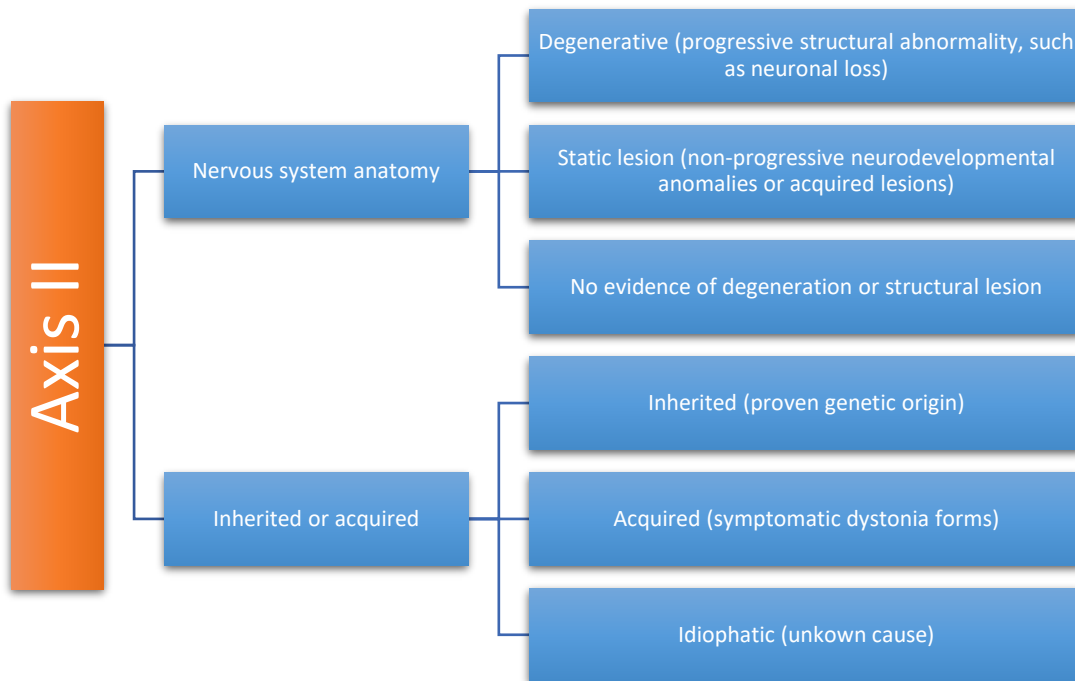 Axis II
Nervous system anatomy
Degenerative (progressive structural abnormality, such
as neuronal loss)
Static lesion (non-progressive neurodevelopmental
anomalies or acquired lesions)
No evidence of degeneration or structural lesion
Inherited or acquired
Inherited (proven genetic origin)
Acquired (symptomatic dystonia forms)
Idiophatic (unkown cause)